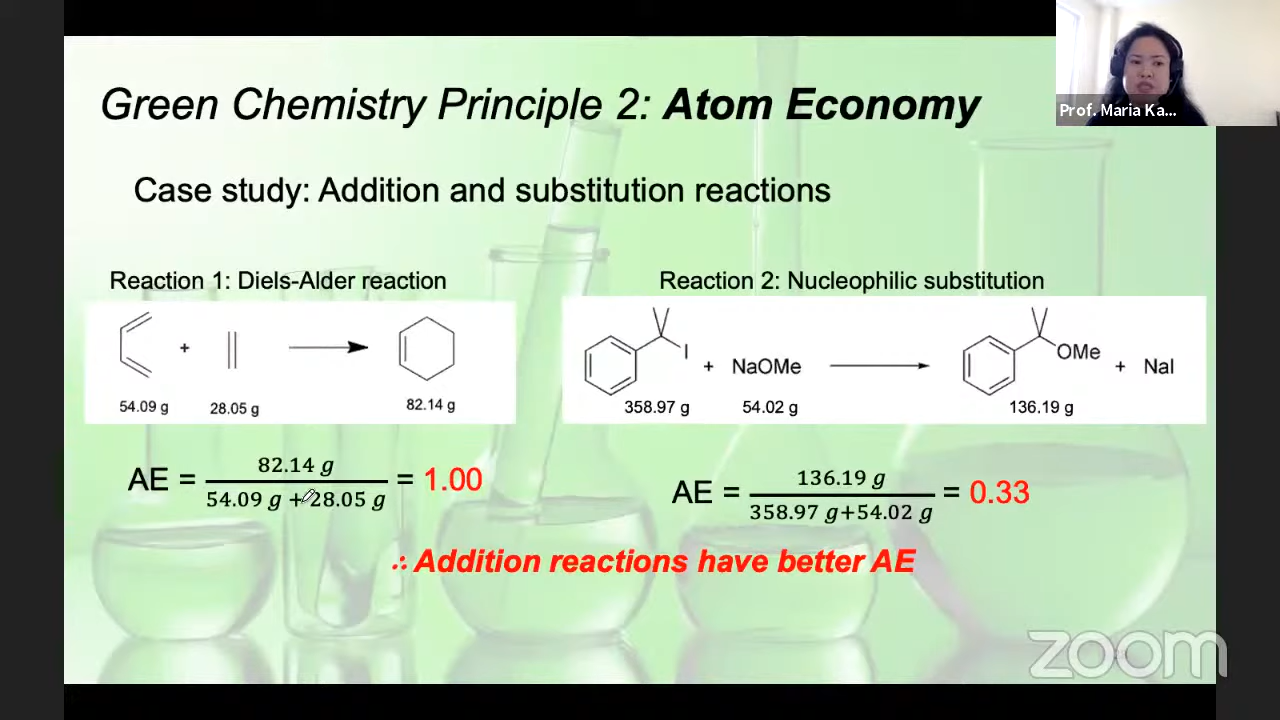 Prof. Maria Ka...
Green Chemistry Principle 2: Atom Economy
Case study: Addition and substitution reactions
Reaction 1: Diels-Alder reaction
+
54.09 g
28.05 g
82.14 g
AE = 82.14 g / 54.09 g + 28.05 g = 1.00
Reaction 2: Nucleophilic substitution
I
+ NaOMe
OMe
+ NaI
358.97 g
54.02 g
136.19 g
AE = 136.19 g / 358.97 g+54.02 g = 0.33
∴ Addition reactions have better AE
zoom